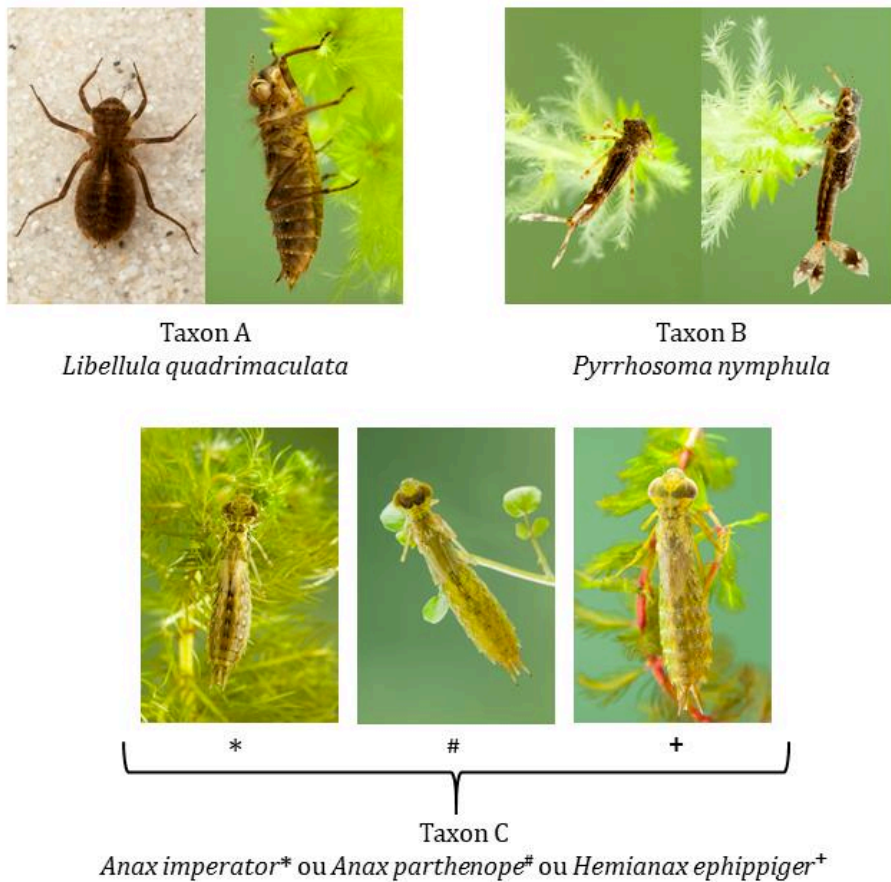 Taxon A
Libellula quadrimaculata
Taxon B
Pyrrhosoma nymphula
* # +
Taxon C
Anax imperator* ou Anax parthenope# ou Hemianax ephippiger+